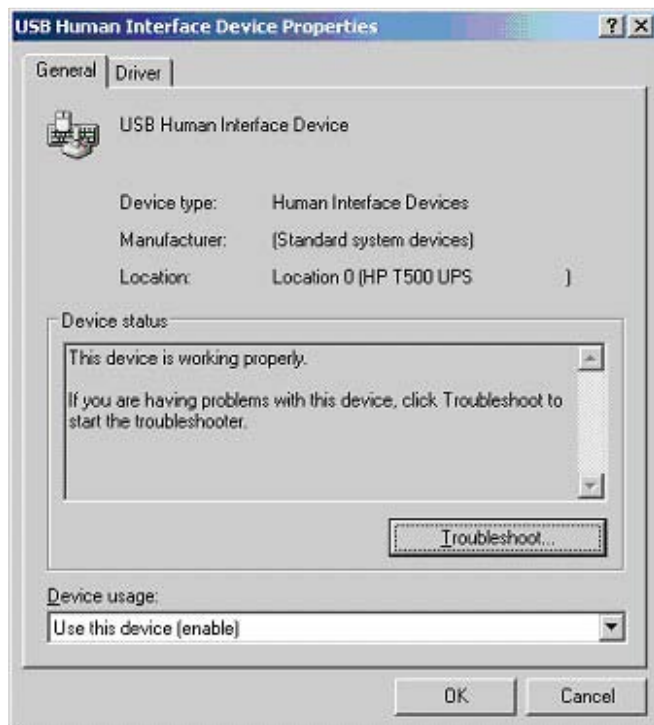 USB Human Interface Device Properties
General
Driver
USB Human Interface Device
Device type: Human Interface Devices
Manufacturer: (Standard system devices)
Location: Location 0 (HP T500 UPS )
Device status
This device is working properly.
If you are having problems with this device, click Troubleshoot to
start the troubleshooter.
Troubleshoot...
Device usage:
Use this device (enable)
OK
Cancel